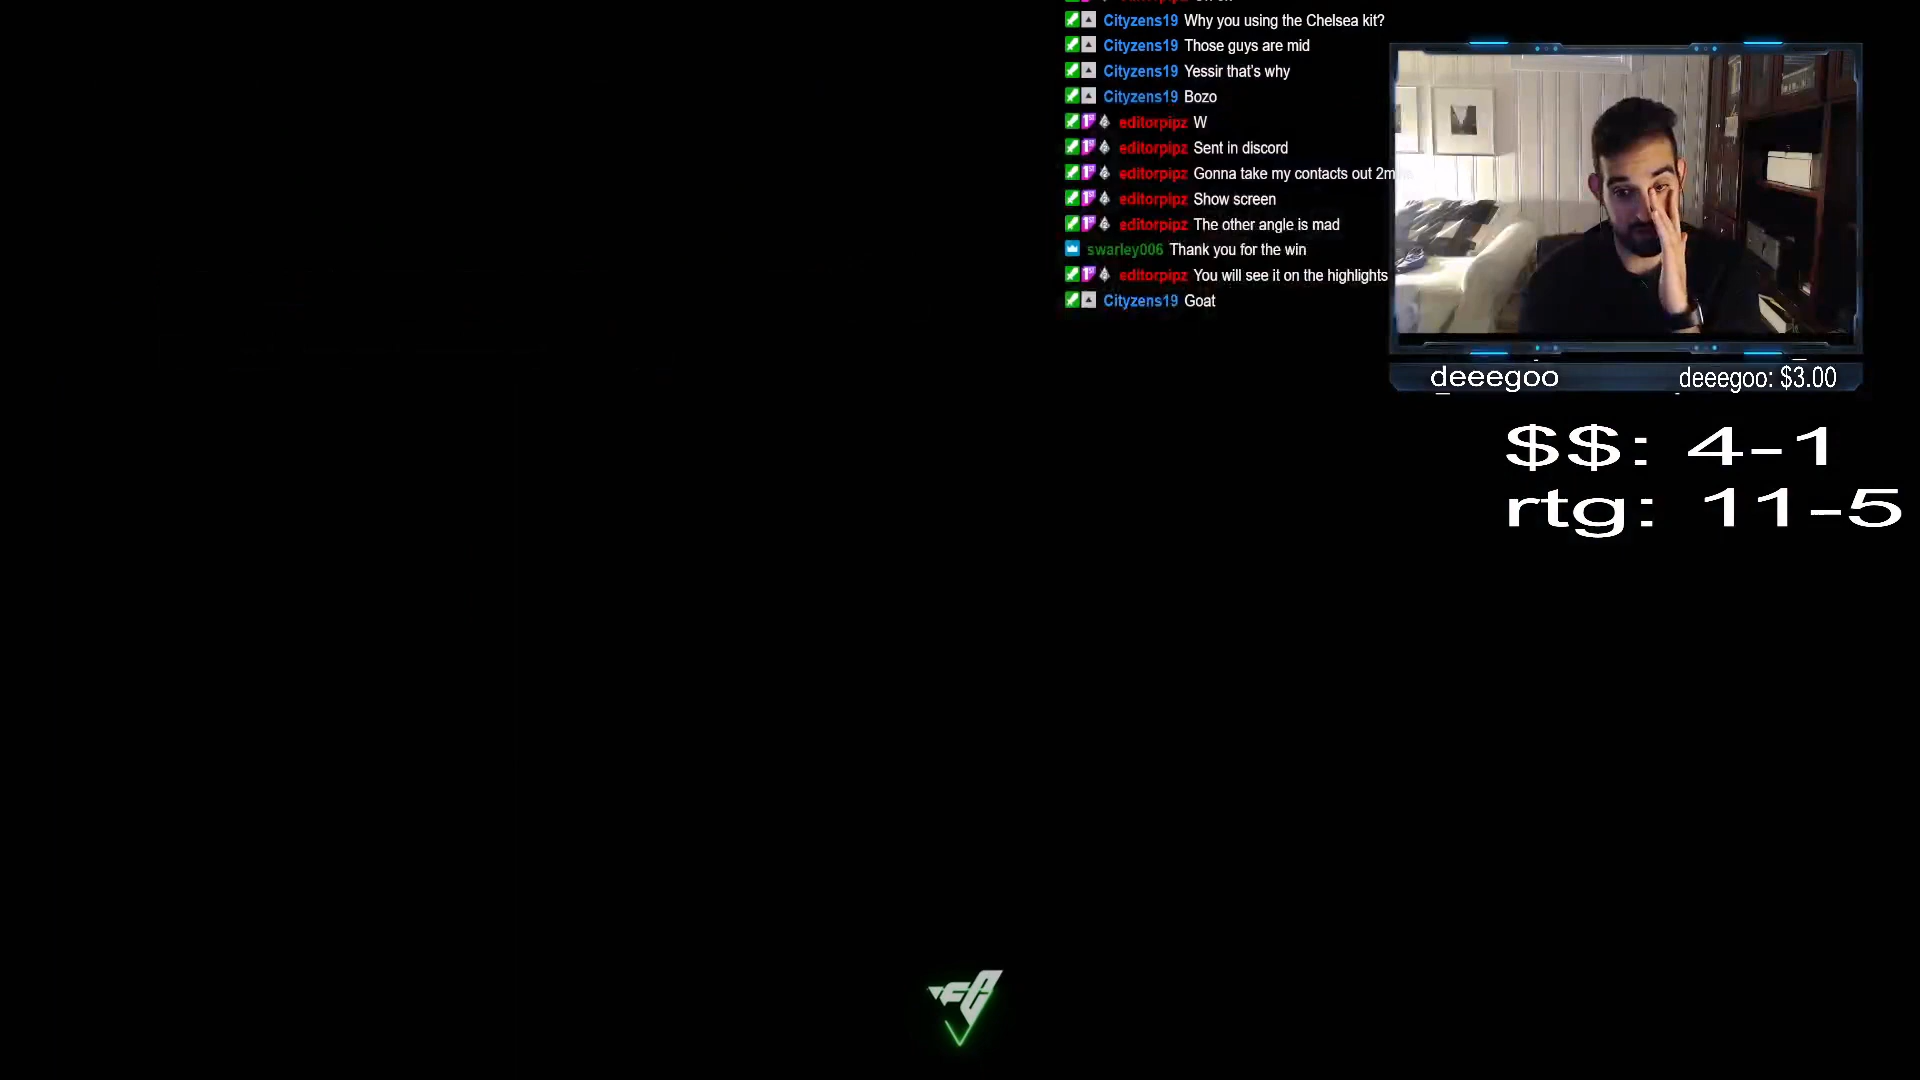 Cityzens19 Why you using the Chelsea kit?
Cityzens19 Those guys are mid
Cityzens19 Yessir that's why
Cityzens19 Bozo
editorpipz W
editorpipz Sent in discord
editorpipz Gonna take my contacts out 2m
editorpipz Show screen
editorpipz The other angle is mad
swarley006 Thank you for the win
editorpipz You will see it on the highlights
Cityzens19 Goat
deeegoo
deeegoo: $3.00
$$: 4-1
rtg: 11-5